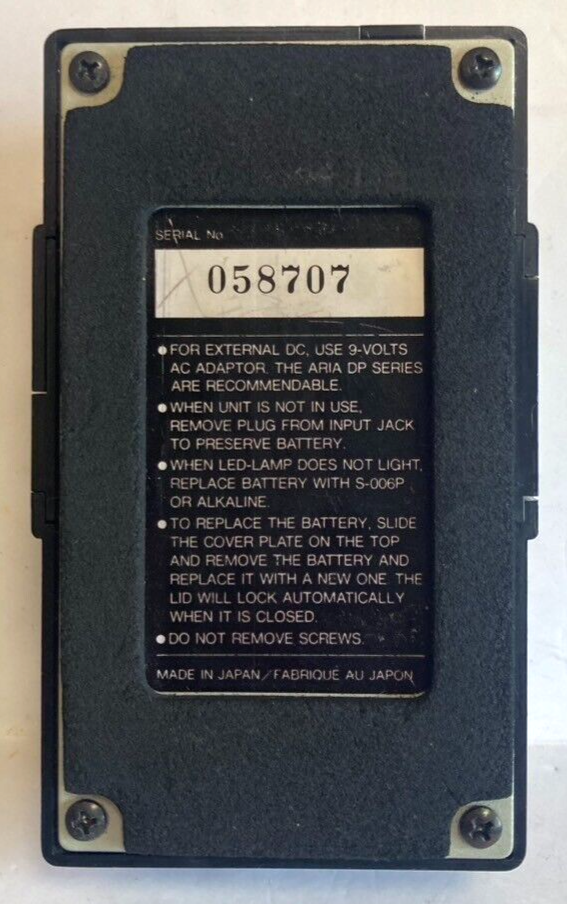 SERIAL No
058707
● FOR EXTERNAL DC, USE 9-VOLTS
AC ADAPTOR. THE ARIA DP SERIES
ARE RECOMMENDABLE.
● WHEN UNIT IS NOT IN USE,
REMOVE PLUG FROM INPUT JACK
TO PRESERVE BATTERY.
● WHEN LED-LAMP DOES NOT LIGHT,
REPLACE BATTERY WITH S-006P
OR ALKALINE.
● TO REPLACE THE BATTERY, SLIDE
THE COVER PLATE ON THE TOP
AND REMOVE THE BATTERY AND
REPLACE IT WITH A NEW ONE. THE
LID WILL LOCK AUTOMATICALLY
WHEN IT IS CLOSED.
● DO NOT REMOVE SCREWS.
MADE IN JAPAN/FABRIQUÉ AU JAPON